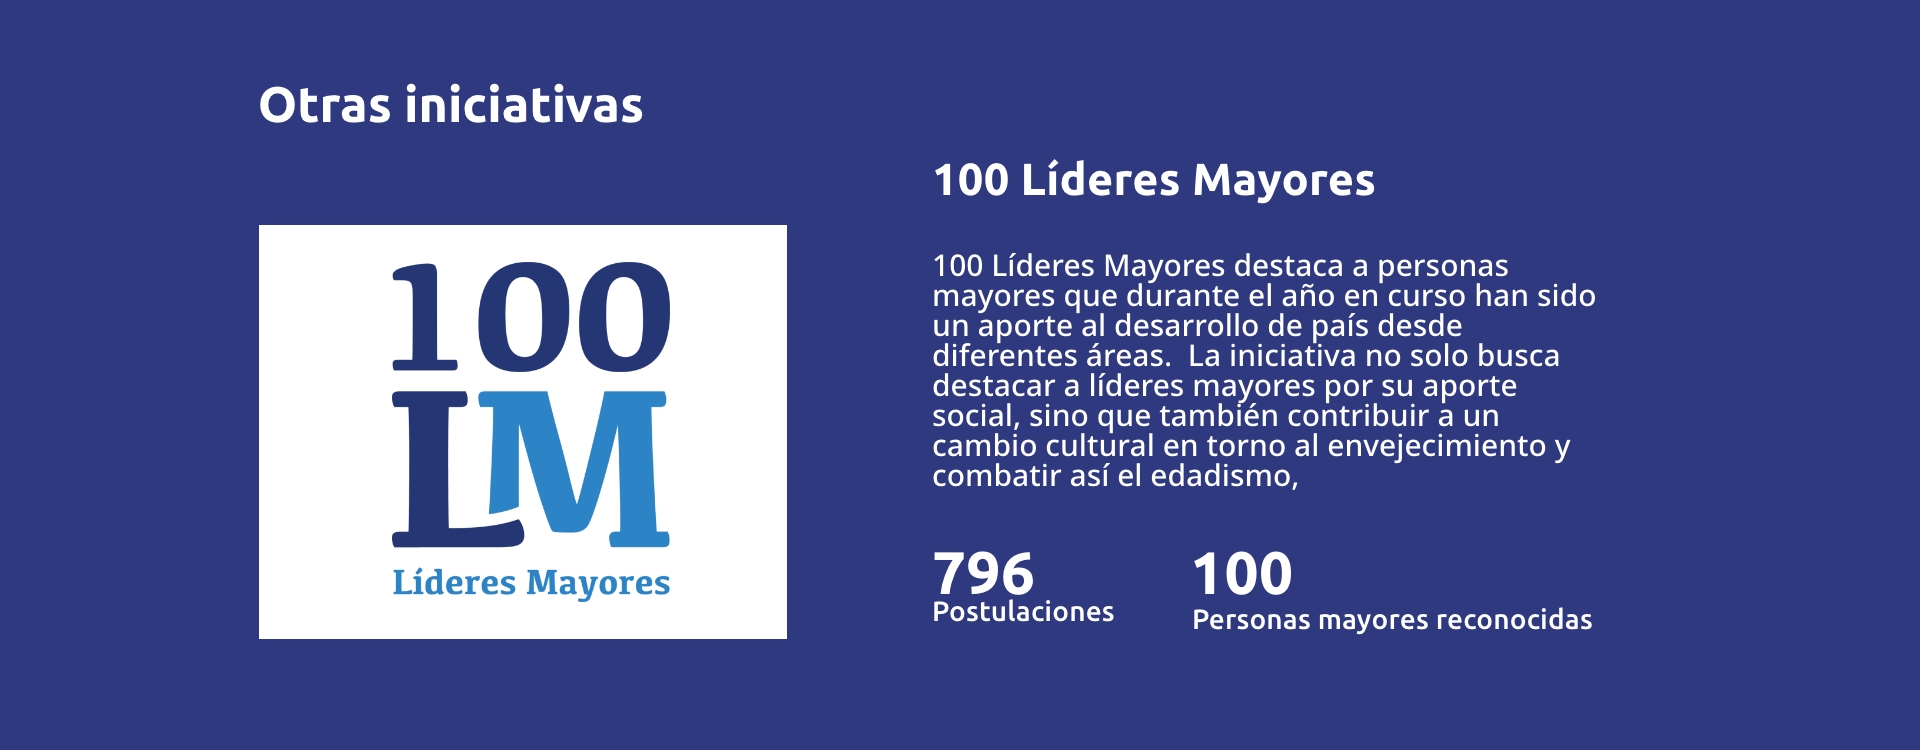 Otras iniciativas
100
LM
Líderes Mayores
100 Líderes Mayores
100 Líderes Mayores destaca a personas
mayores que durante el año en curso han sido
un aporte al desarrollo de país desde
diferentes áreas.  La iniciativa no solo busca
destacar a líderes mayores por su aporte
social, sino que también contribuir a un
cambio cultural en torno al envejecimiento y
combatir así el edadismo,
796
Postulaciones
100
Personas mayores reconocidas